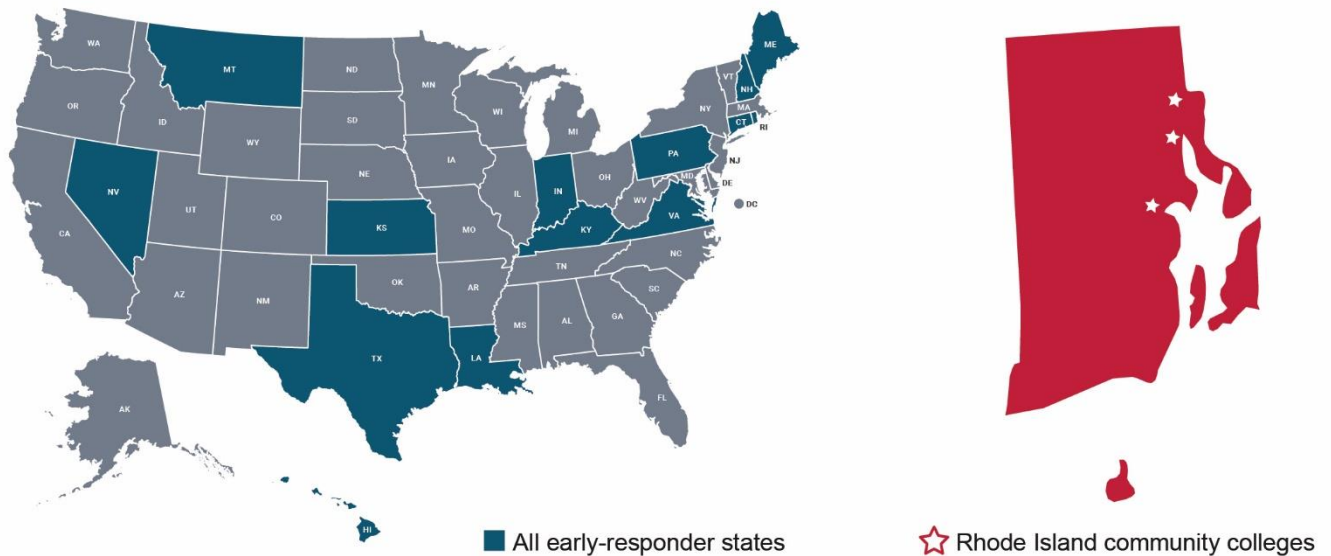 WA
MT
ND
MN
ME
VT
NH
OR
ID
SD
WI
NY
MA
MI
CT
RI
WY
PA
IA
NJ
NE
OH
MD
DE
NV
IL
IN
UT
CO
WV
DC
VA
CA
KS
MO
KY
NC
TN
OK
AR
SC
AZ
NM
MS
AL
GA
TX
LA
FL
AK
HI
All early-responder states
Rhode Island community colleges